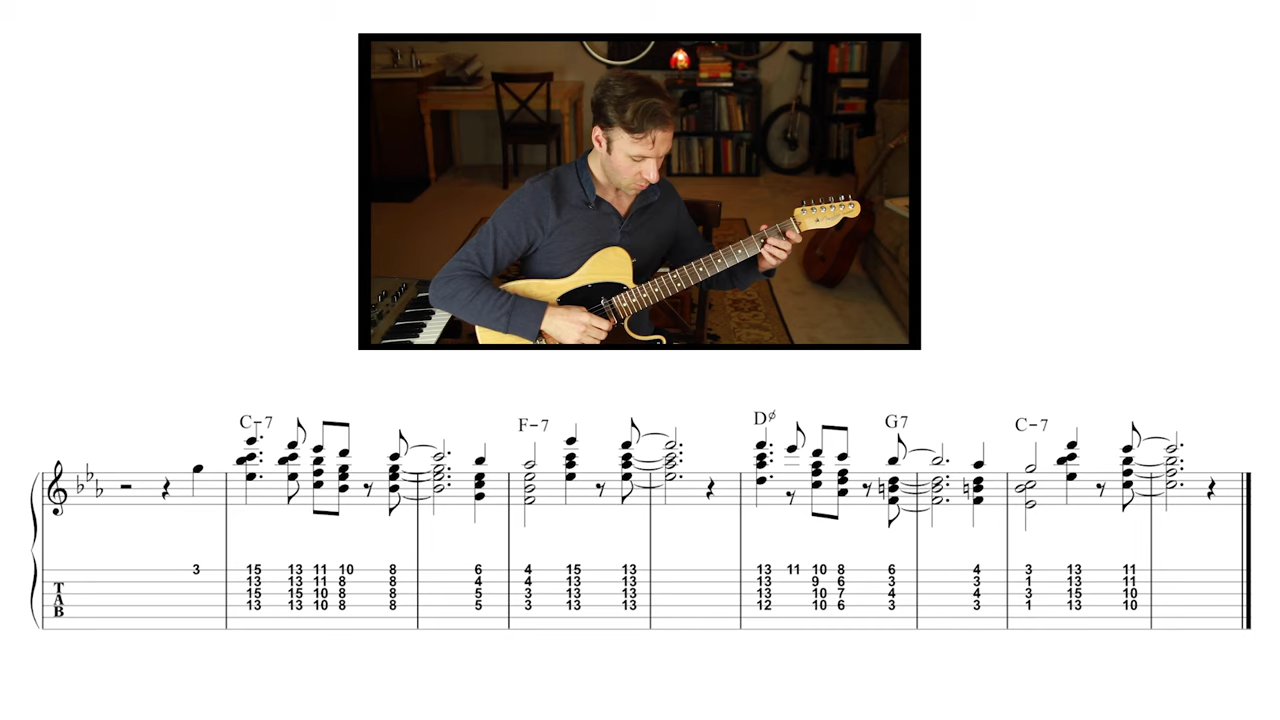 C-7 F-7 Dø G7 C-7
3 15 13 11 10 8 6 4 15 13 13 11 10 8 6 4 3 13 11
T 13 13 11 8 8 4 4 13 13 13 9 6 3 3 1 13 11
A 15 15 10 8 8 5 3 13 13 13 10 7 4 4 3 15 10
B 13 13 10 8 8 5 3 13 13 12 10 6 3 3 1 13 10